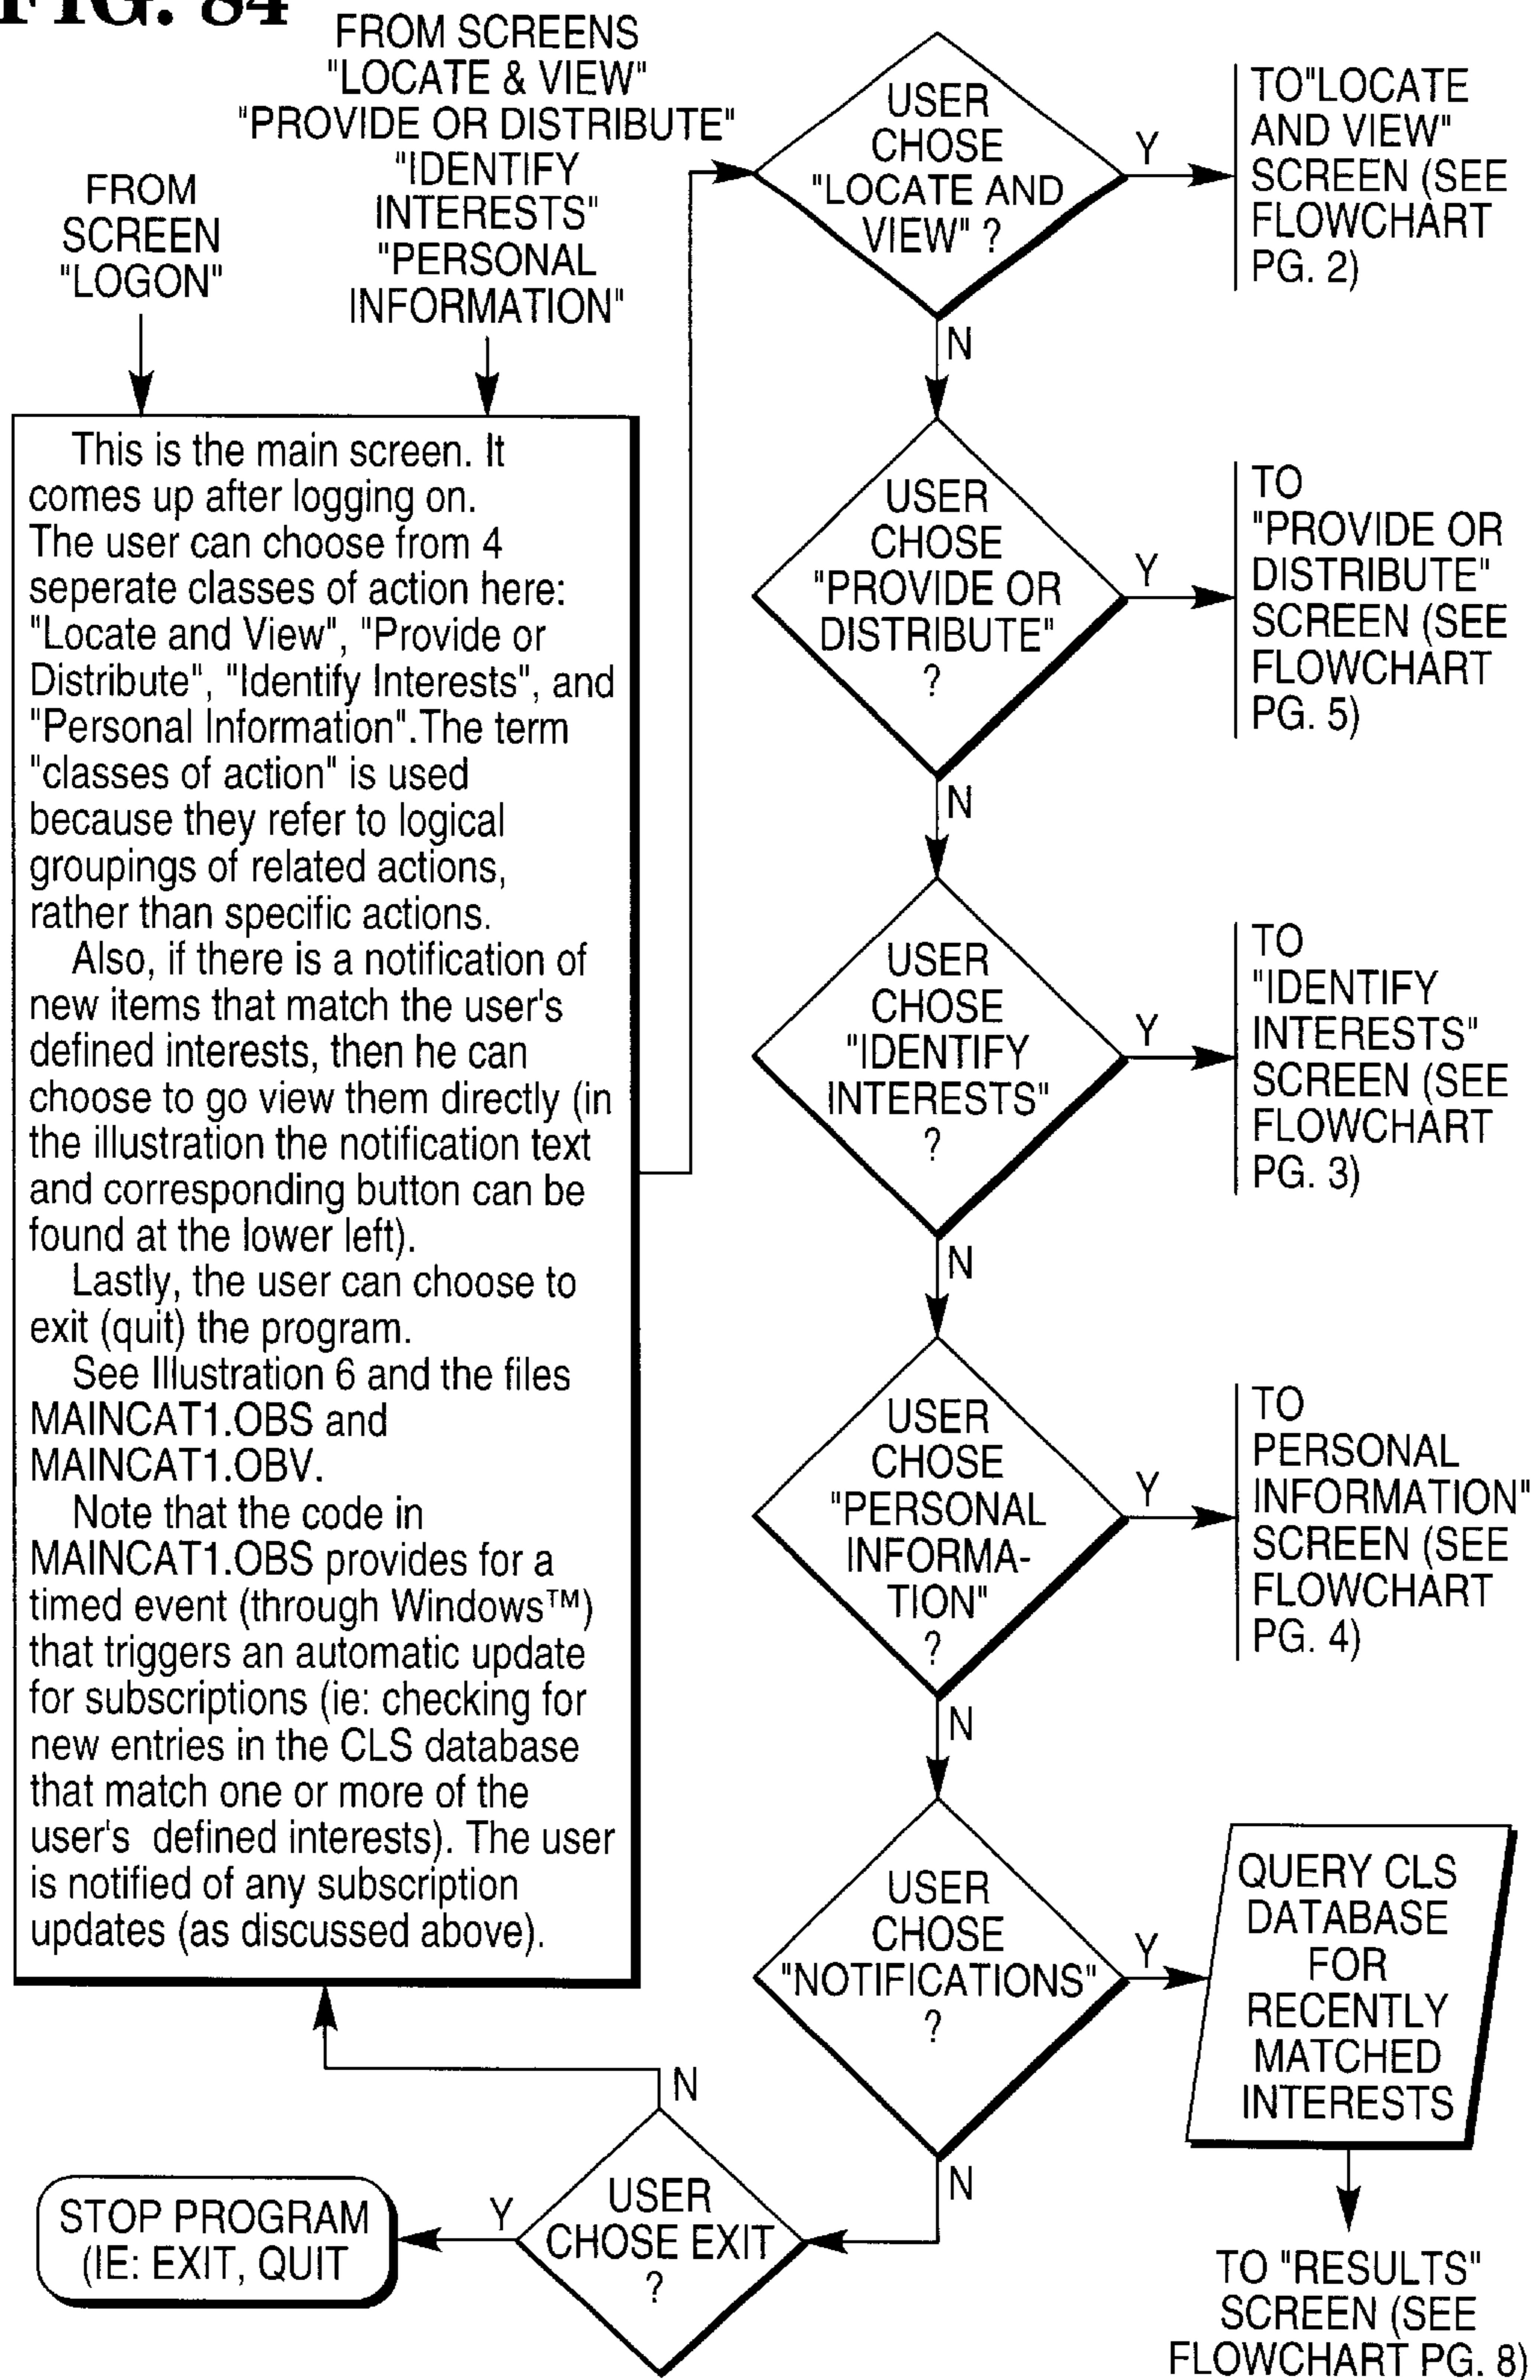 FIG. 84
FROM SCREENS
"LOCATE & VIEW"
"PROVIDE OR DISTRIBUTE"
"IDENTIFY
INTERESTS"
"PERSONAL
INFORMATION"
FROM
SCREEN
"LOGON"
This is the main screen. It
comes up after logging on.
The user can choose from 4
seperate classes of action here:
"Locate and View", "Provide or
Distribute", "Identify Interests", and
"Personal Information".The term
"classes of action" is used
because they refer to logical
groupings of related actions,
rather than specific actions.
Also, if there is a notification of
new items that match the user's
defined interests, then he can
choose to go view them directly (in
the illustration the notification text
and corresponding button can be
found at the lower left).
Lastly, the user can choose to
exit (quit) the program.
See Illustration 6 and the files
MAINCAT1.OBS and
MAINCAT1.OBV.
Note that the code in
MAINCAT1.OBS provides for a
timed event (through Windows™)
that triggers an automatic update
for subscriptions (ie: checking for
new entries in the CLS database
that match one or more of the
user's defined interests). The user
is notified of any subscription
updates (as discussed above).
USER
CHOSE
"LOCATE AND
VIEW" ?
Y
TO"LOCATE
AND VIEW"
SCREEN (SEE
FLOWCHART
PG. 2)
N
USER
CHOSE
"PROVIDE OR
DISTRIBUTE"
?
Y
TO
"PROVIDE OR
DISTRIBUTE"
SCREEN (SEE
FLOWCHART
PG. 5)
N
USER
CHOSE
"IDENTIFY
INTERESTS"
?
Y
TO
"IDENTIFY
INTERESTS"
SCREEN (SEE
FLOWCHART
PG. 3)
N
USER
CHOSE
"PERSONAL
INFORMA-
TION"
?
Y
TO
PERSONAL
INFORMATION"
SCREEN (SEE
FLOWCHART
PG. 4)
N
USER
CHOSE
"NOTIFICATIONS"
?
Y
QUERY CLS
DATABASE
FOR
RECENTLY
MATCHED
INTERESTS
TO "RESULTS"
SCREEN (SEE
FLOWCHART PG. 8)
N
USER
CHOSE EXIT
?
N
Y
STOP PROGRAM
(IE: EXIT, QUIT